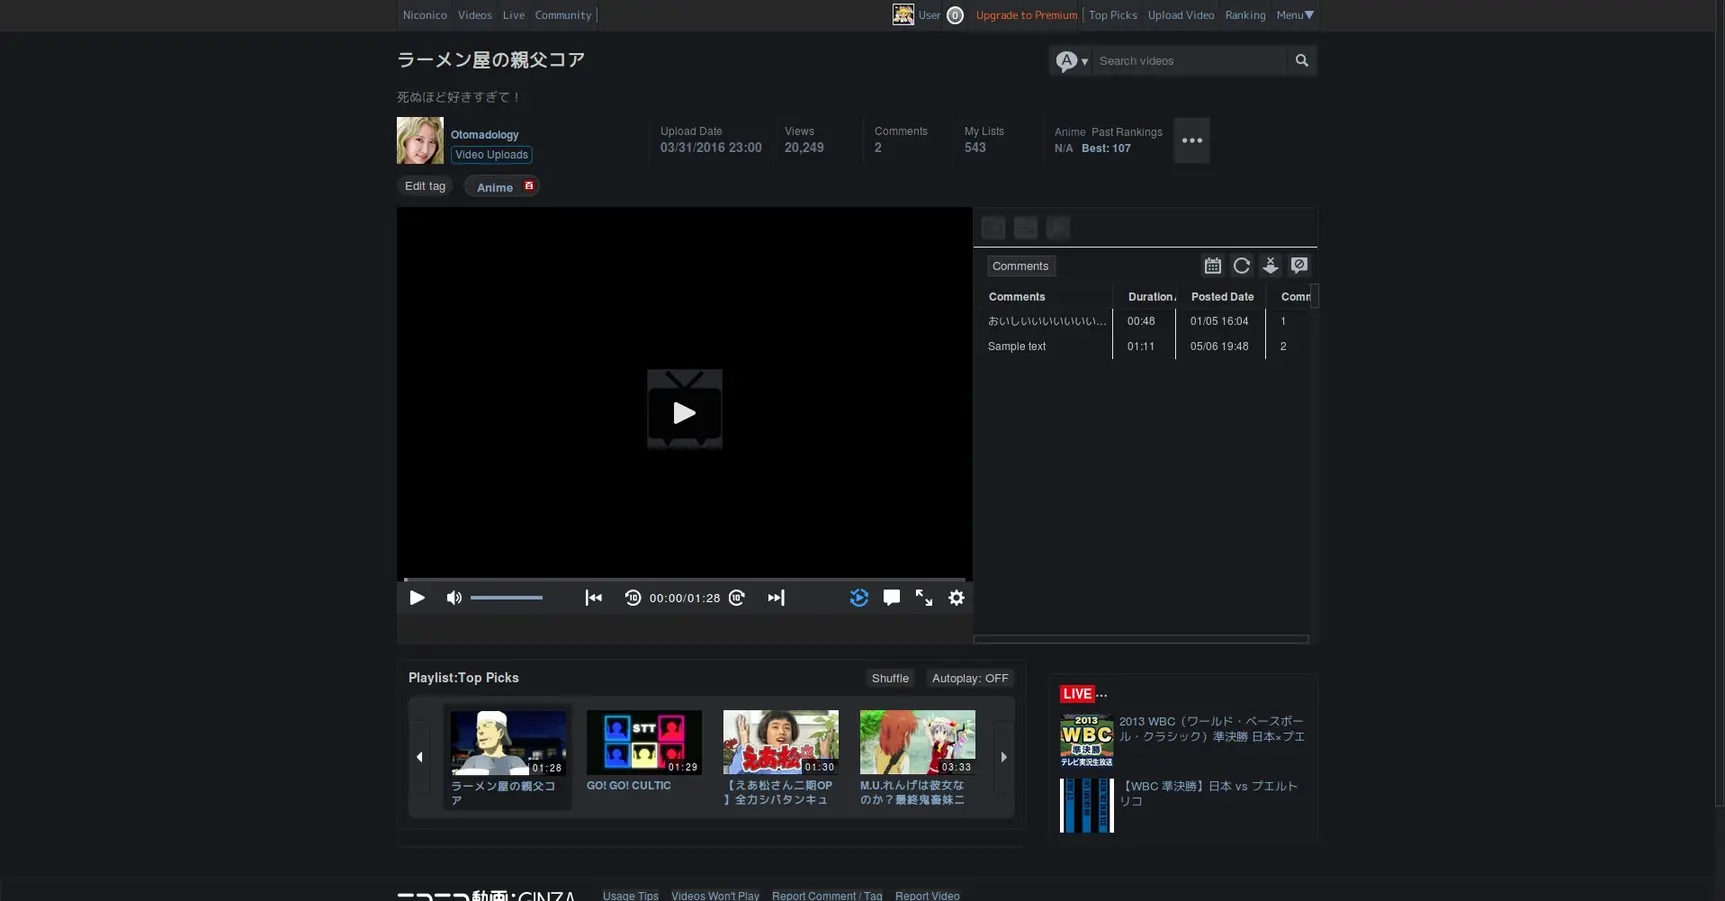 Niconico Videos Live Community
User 0 Upgrade to Premium Top Picks Upload Video Ranking Menu▼
ラーメン屋の親父コア
A ▼ Search videos
死ぬほど好きすぎて！
Otomadology
Video Uploads
Upload Date
03/31/2016 23:00
Views
20,249
Comments
2
My Lists
543
Anime Past Rankings
N/A Best: 107
Edit tag
Anime 百
Comments
Comments Duration Posted Date Comm
おいしいいいいいいい… 00:48 01/05 16:04 1
Sample text 01:11 05/06 19:48 2
10 00:00/01:28 10
Playlist:Top Picks
Shuffle Autoplay: OFF
01:28
ラーメン屋の親父コ
ア
STT
01:29
GO! GO! CULTIC
えあ松さん
01:30
【えあ松さん二期OP
】全力シバタンキュ
03:33
M.U.れんげは彼女な
のか？最終鬼畜妹ニ
LIVE ...
2013
WBC
準決勝
テレビ実況生放送
2013 WBC（ワールド・ベースボー
ル・クラシック）準決勝 日本×プエ
【WBC 準決勝】日本 vs プエルト
リコ
ニコニコ動画:GINZA
Usage Tips Videos Won't Play Report Comment / Tag Report Video